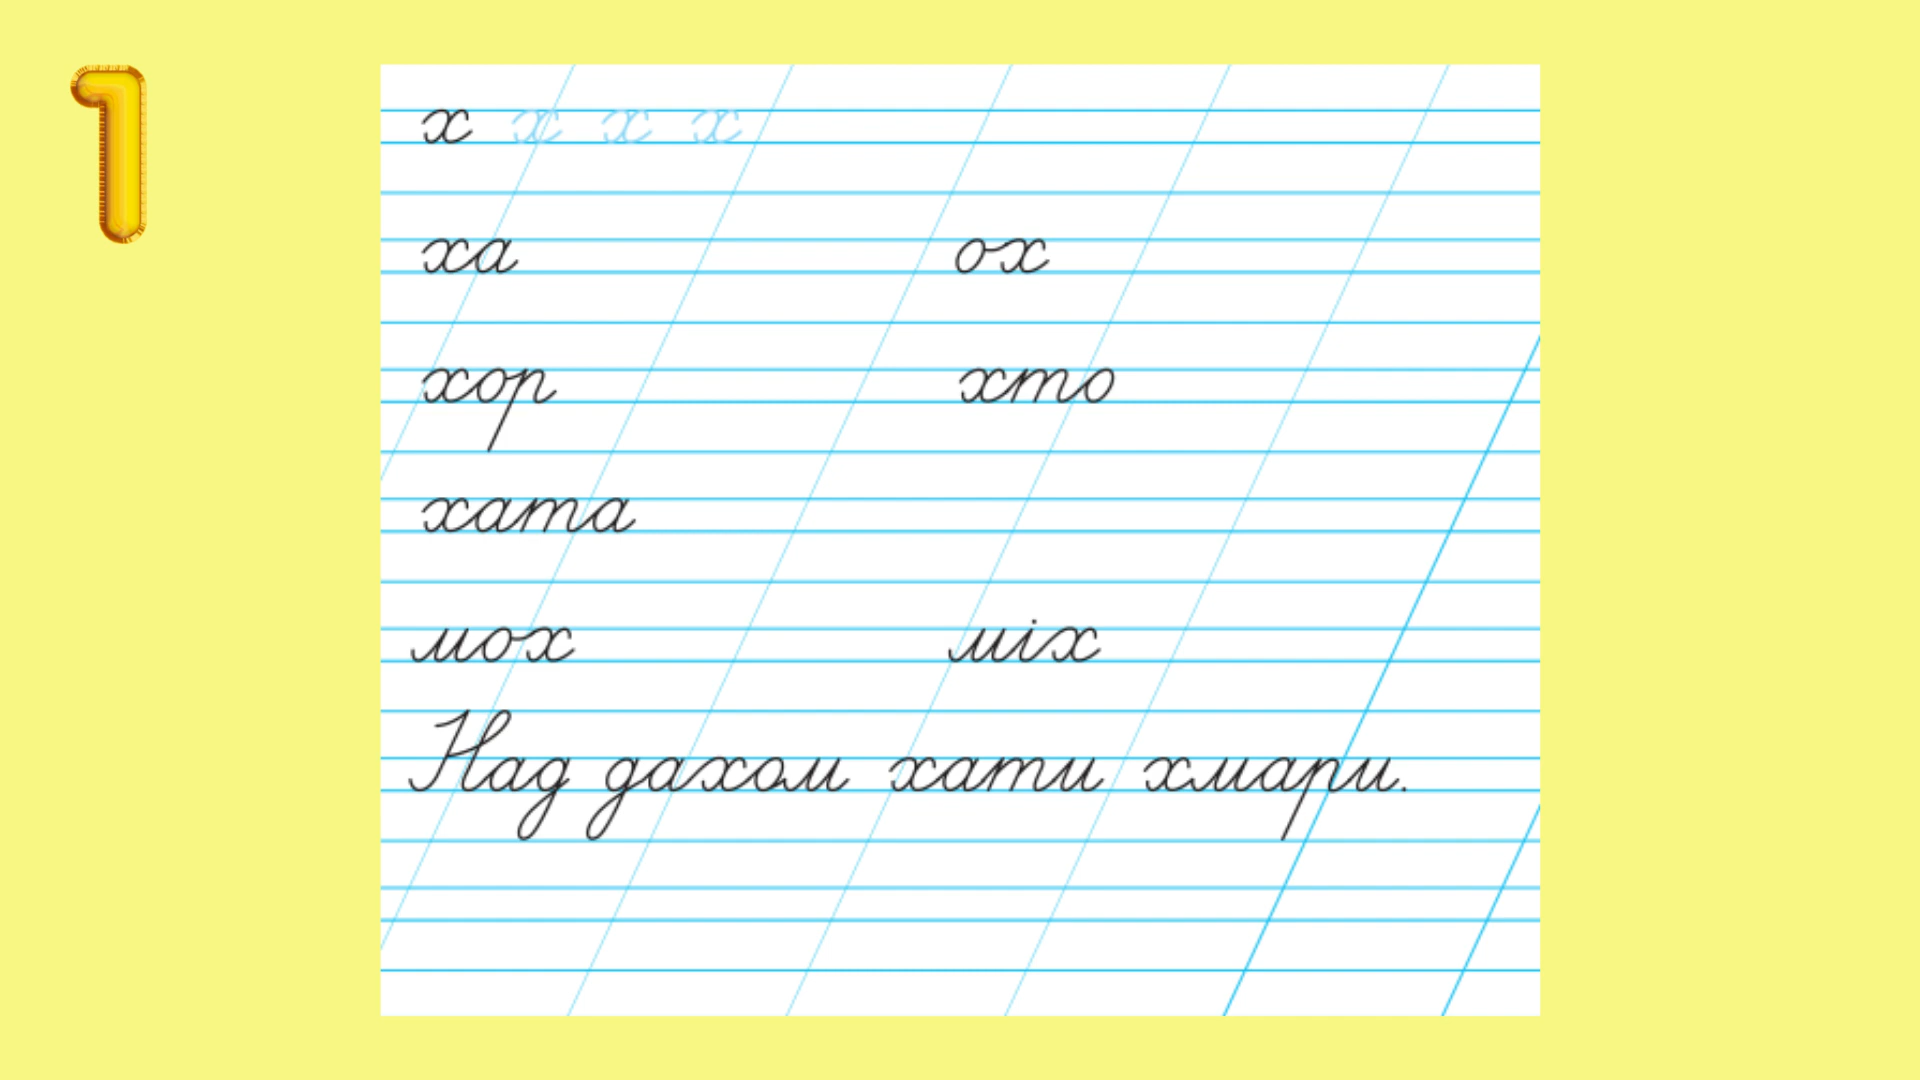 1
х х х х
ха ох
хор хто
хата
мох міх
Над дахом хати хмари.